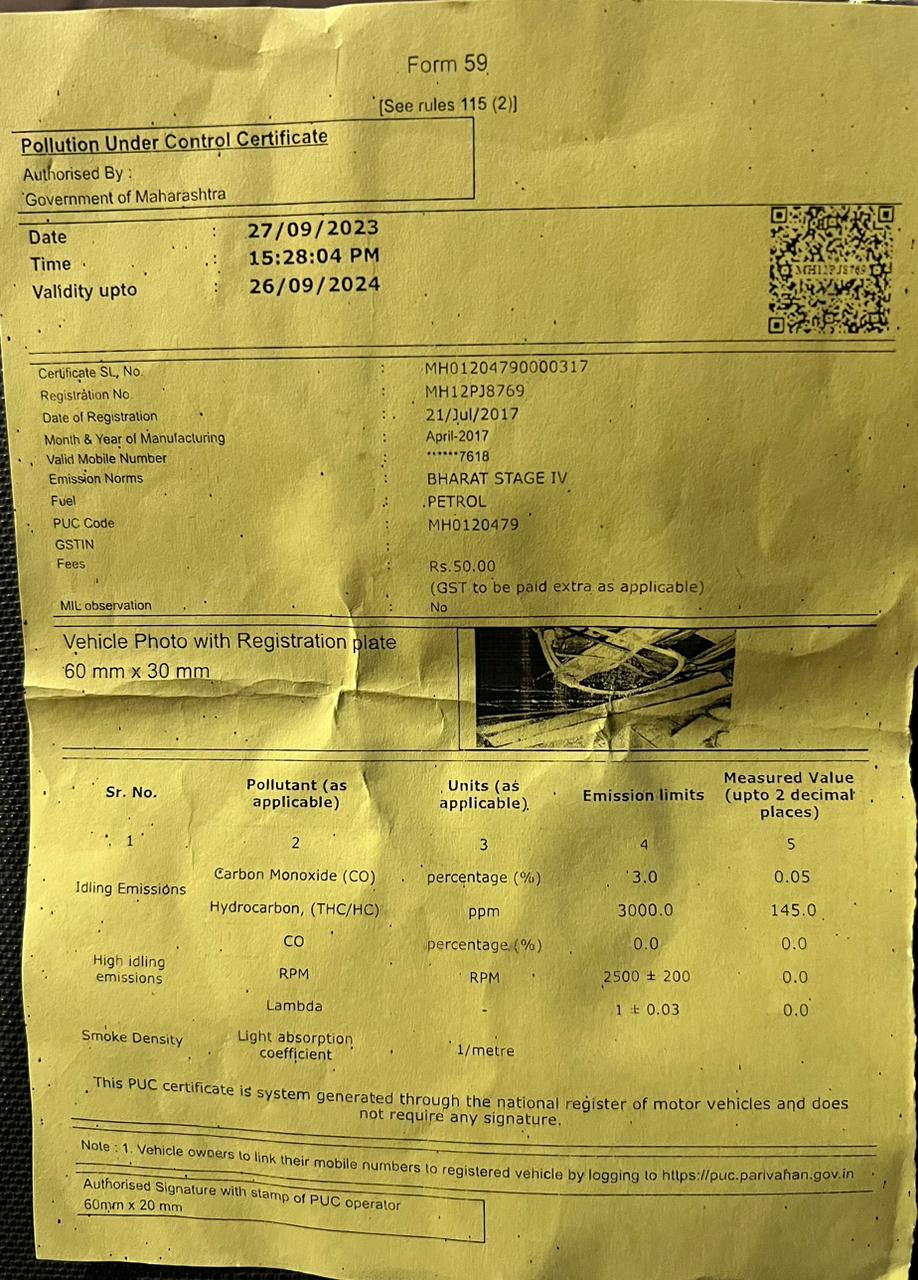 Form 59
[See rules 115 (2)]
Pollution Under Control Certificate
Authorised By :
Government of Maharashtra
Date : 27/09/2023
Time : 15:28:04 PM
Validity upto : 26/09/2024
MH12PJ8769
Certificate SL, No. : MH01204790000317
Registration No : MH12PJ8769
Date of Registration : 21/Jul/2017
Month & Year of Manufacturing : April-2017
Valid Mobile Number : ******7618
Emission Norms : BHARAT STAGE IV
Fuel : PETROL
PUC Code : MH0120479
GSTIN :
Fees : Rs.50.00
(GST to be paid extra as applicable)
MIL observation : No
Vehicle Photo with Registration plate
60 mm x 30 mm
Sr. No. Pollutant (as applicable) Units (as applicable) Emission limits Measured Value (upto 2 decimal places)
1 2 3 4 5
Idling Emissions Carbon Monoxide (CO) percentage (%) 3.0 0.05
Hydrocarbon, (THC/HC) ppm 3000.0 145.0
High idling emissions CO percentage (%) 0.0 0.0
RPM RPM 2500 ± 200 0.0
Lambda - 1 ± 0.03 0.0
Smoke Density Light absorption coefficient 1/metre
This PUC certificate is system generated through the national register of motor vehicles and does
not require any signature.
Note : 1. Vehicle owners to link their mobile numbers to registered vehicle by logging to https://puc.parivahan.gov.in
Authorised Signature with stamp of PUC operator
60mm x 20 mm